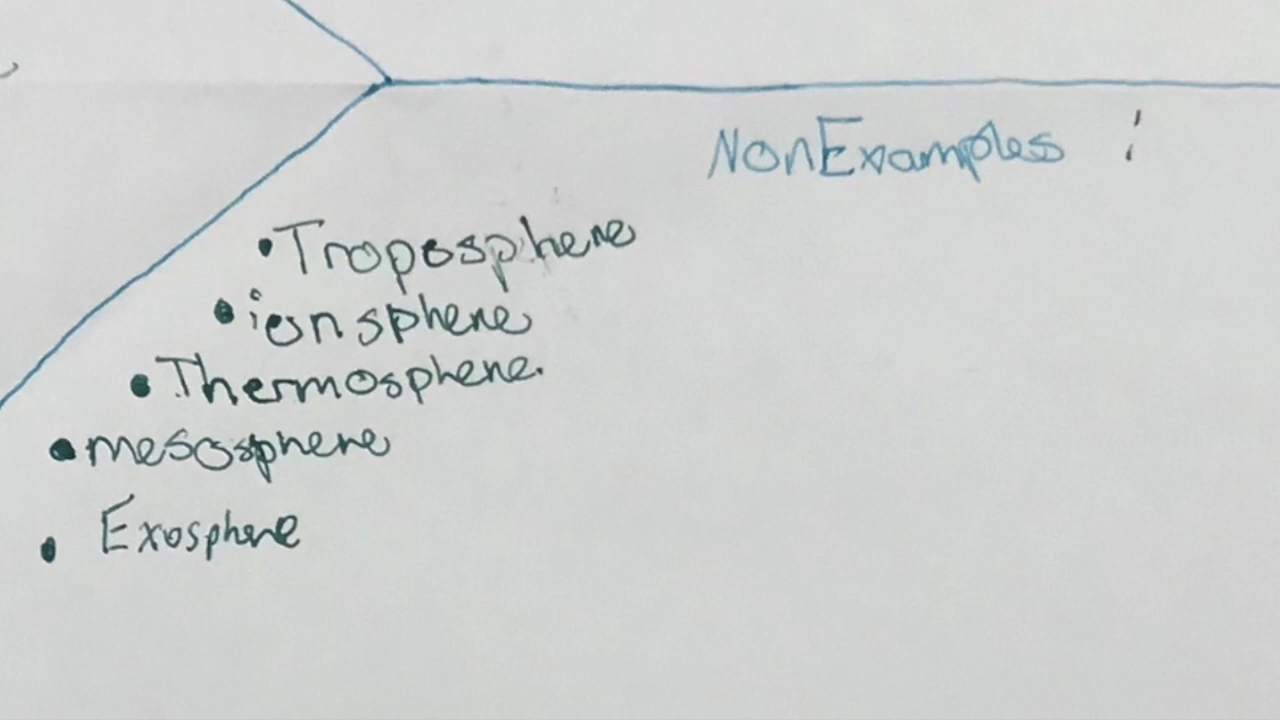 NonExamples
• Troposphere
• ionsphere
• Thermosphere.
• mesosphere
• Exosphere